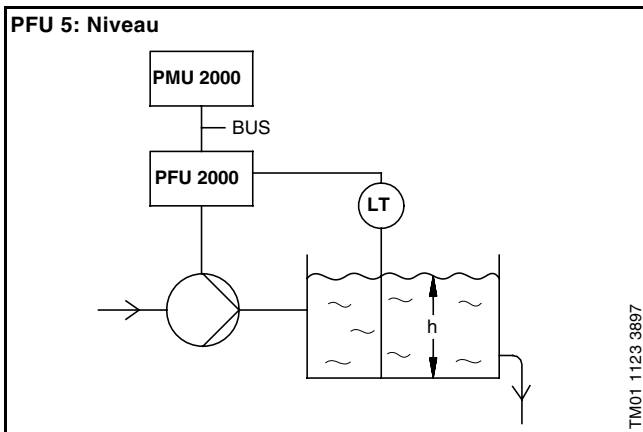 PFU 5: Niveau
PMU 2000
BUS
PFU 2000
LT
h
TM01 1123 3897